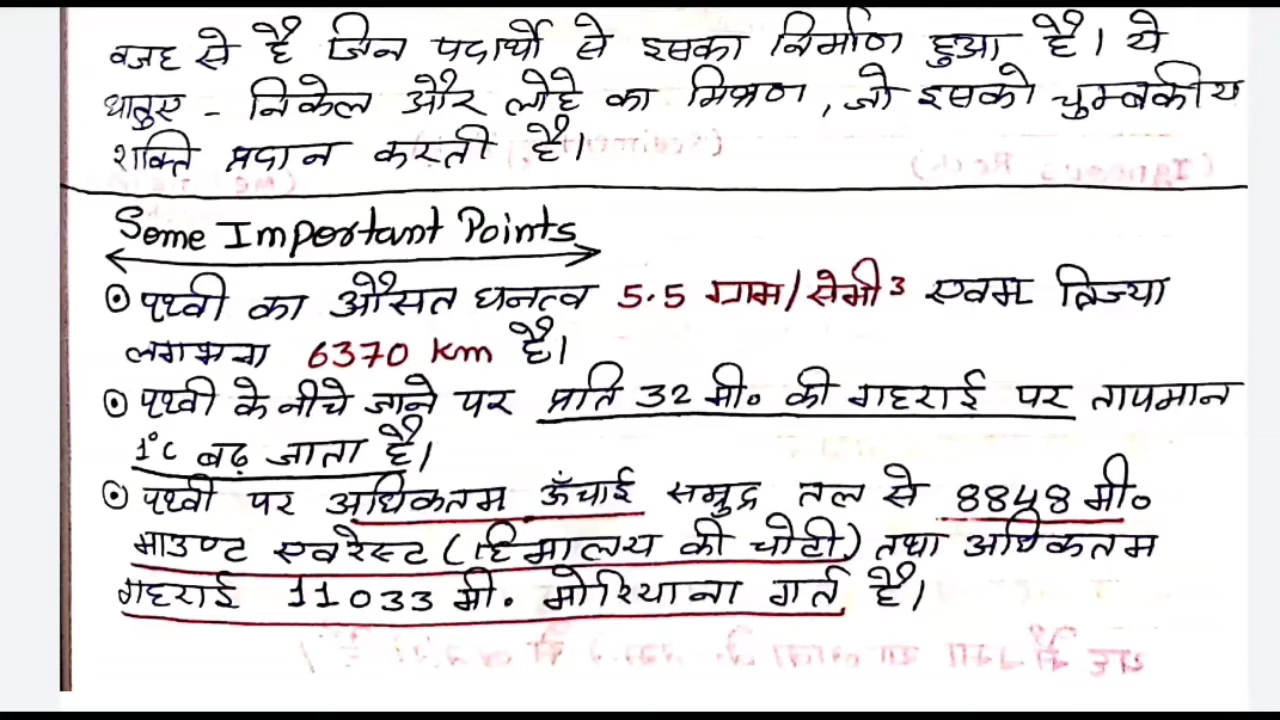 वजह से है जिन पदार्थो से इसका निर्माण हुआ है। ये
धातुए - निकेल और लोहे का मिश्रण, जो इसको चुम्बकीय
शक्ति प्रदान करती है।
Some Important Points
⊙ पृथ्वी का औसत घनत्व 5.5 ग्राम/सेमी³ एवम त्रिज्या
लगभग 6370 km है।
⊙ पृथ्वी के नीचे जाने पर प्रति 32 मी० की गहराई पर तापमान
1°C बढ़ जाता है।
⊙ पृथ्वी पर अधिकतम ऊँचाई समुद्र तल से 8848 मी०
माउण्ट एवरेस्ट (हिमालय की चोटी) तथा अधिकतम
गहराई 11033 मी. मोरियाना गर्त है।